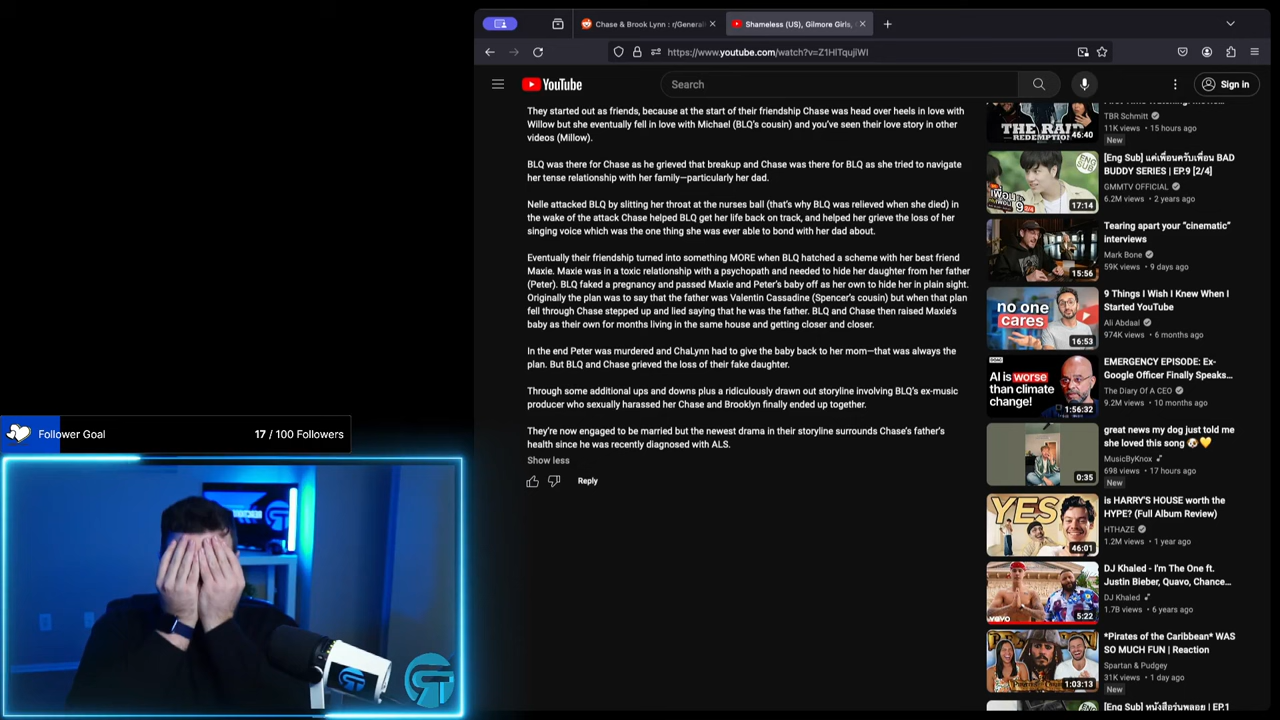 Chase & Brook Lynn : r/General
Shameless (US), Gilmore Girls,
https://www.youtube.com/watch?v=Z1HlTqujiWI
YouTube
Search
Sign in
They started out as friends, because at the start of their friendship Chase was head over heels in love with
Willow but she eventually fell in love with Michael (BLQ's cousin) and you've seen their love story in other
videos (Millow).
BLQ was there for Chase as he grieved that breakup and Chase was there for BLQ as she tried to navigate
her tense relationship with her family—particularly her dad.
Nelle attacked BLQ by slitting her throat at the nurses ball (that's why BLQ was relieved when she died) in
the wake of the attack Chase helped BLQ get her life back on track, and helped her grieve the loss of her
singing voice which was the one thing she was ever able to bond with her dad about.
Eventually their friendship turned into something MORE when BLQ hatched a scheme with her best friend
Maxie. Maxie was in a toxic relationship with a psychopath and needed to hide her daughter from her father
(Peter). BLQ faked a pregnancy and passed Maxie and Peter's baby off as her own to hide her in plain sight.
Originally the plan was to say that the father was Valentin Cassadine (Spencer's cousin) but when that plan
fell through Chase stepped up and lied saying that he was the father. BLQ and Chase then raised Maxie's
baby as their own for months living in the same house and getting closer and closer.
In the end Peter was murdered and ChaLynn had to give the baby back to her mom—that was always the
plan. But BLQ and Chase grieved the loss of their fake daughter.
Through some additional ups and downs plus a ridiculously drawn out storyline involving BLQ's ex-music
producer who sexually harassed her Chase and Brooklyn finally ended up together.
They're now engaged to be married but the newest drama in their storyline surrounds Chase's father's
health since he was recently diagnosed with ALS.
Show less
Reply
THE RAID
REDEMPTION
46:40
TBR Schmitt
11K views • 15 hours ago
New
17:14
[Eng Sub] แค่เพื่อนครับเพื่อน BAD
BUDDY SERIES | EP.9 [2/4]
GMMTV OFFICIAL
6.2M views • 2 years ago
15:56
Tearing apart your "cinematic"
interviews
Mark Bone
59K views • 9 days ago
no one
cares
16:53
9 Things I Wish I Knew When I
Started YouTube
Ali Abdaal
974K views • 6 months ago
AI is worse
than climate
change!
1:56:32
EMERGENCY EPISODE: Ex-
Google Officer Finally Speaks...
The Diary Of A CEO
9.2M views • 10 months ago
0:35
great news my dog just told me
she loved this song
MusicByKnox
698 views • 17 hours ago
New
YES
46:01
is HARRY'S HOUSE worth the
HYPE? (Full Album Review)
HTHAZE
1.2M views • 1 year ago
vevo
5:22
DJ Khaled - I'm The One ft.
Justin Bieber, Quavo, Chance...
DJ Khaled
1.7B views • 6 years ago
1:03:13
*Pirates of the Caribbean* WAS
SO MUCH FUN | Reaction
Spartan & Pudgey
31K views • 1 day ago
New
[Eng Sub] หนังสือรุ่นพลอย | EP.1
Follower Goal
17 / 100 Followers